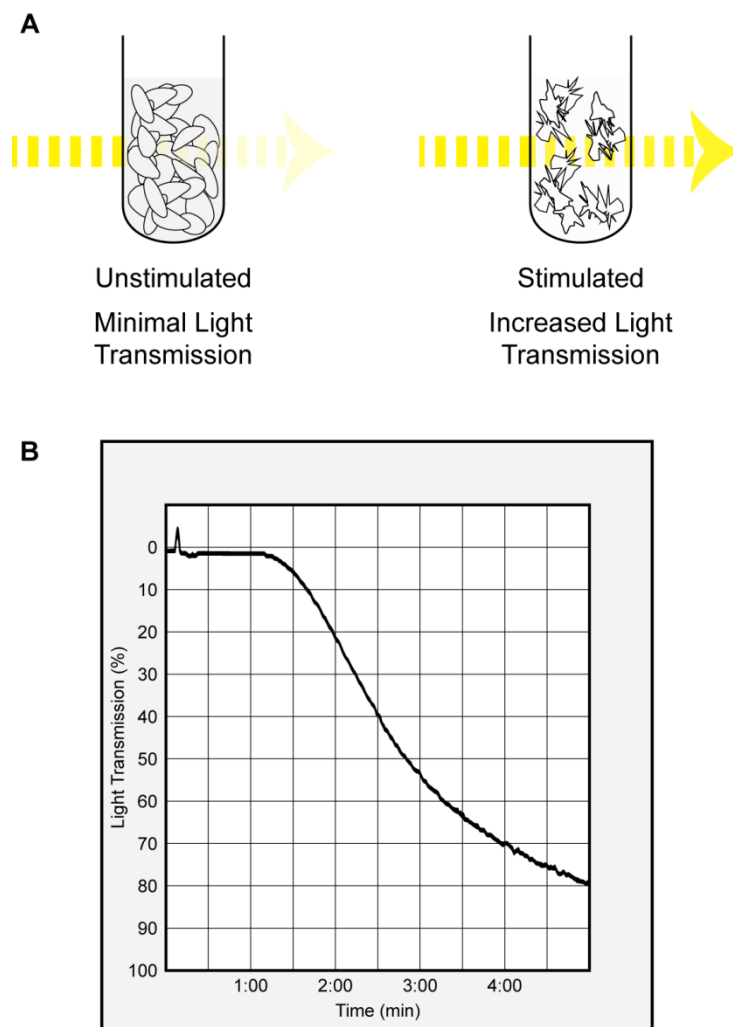 A
Unstimulated
Minimal Light
Transmission
Stimulated
Increased Light
Transmission
B
Light Transmission (%)
0
10
20
30
40
50
60
70
80
90
100
1:00 2:00 3:00 4:00
Time (min)